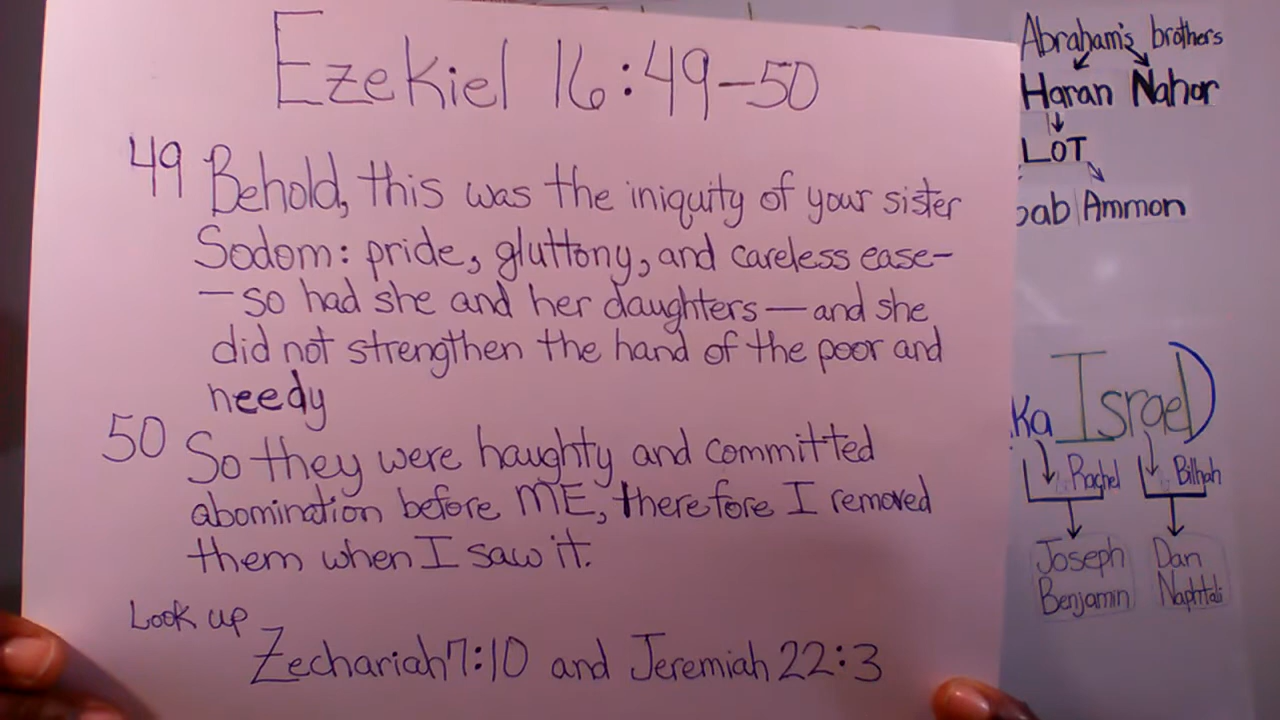 Ezekiel 16:49-50
49 Behold, this was the iniquity of your sister
Sodom: pride, gluttony, and careless ease-
-so had she and her daughters—and she
did not strengthen the hand of the poor and
needy
50 So they were haughty and committed
abomination before ME, therefore I removed
them when I saw it.
Look up
Zechariah 7:10 and Jeremiah 22:3
Abraham's brothers
Haran Nahor
LOT
oab Ammon
Ka Israel
Rachel Bilhah
Joseph Dan
Benjamin Naphtali